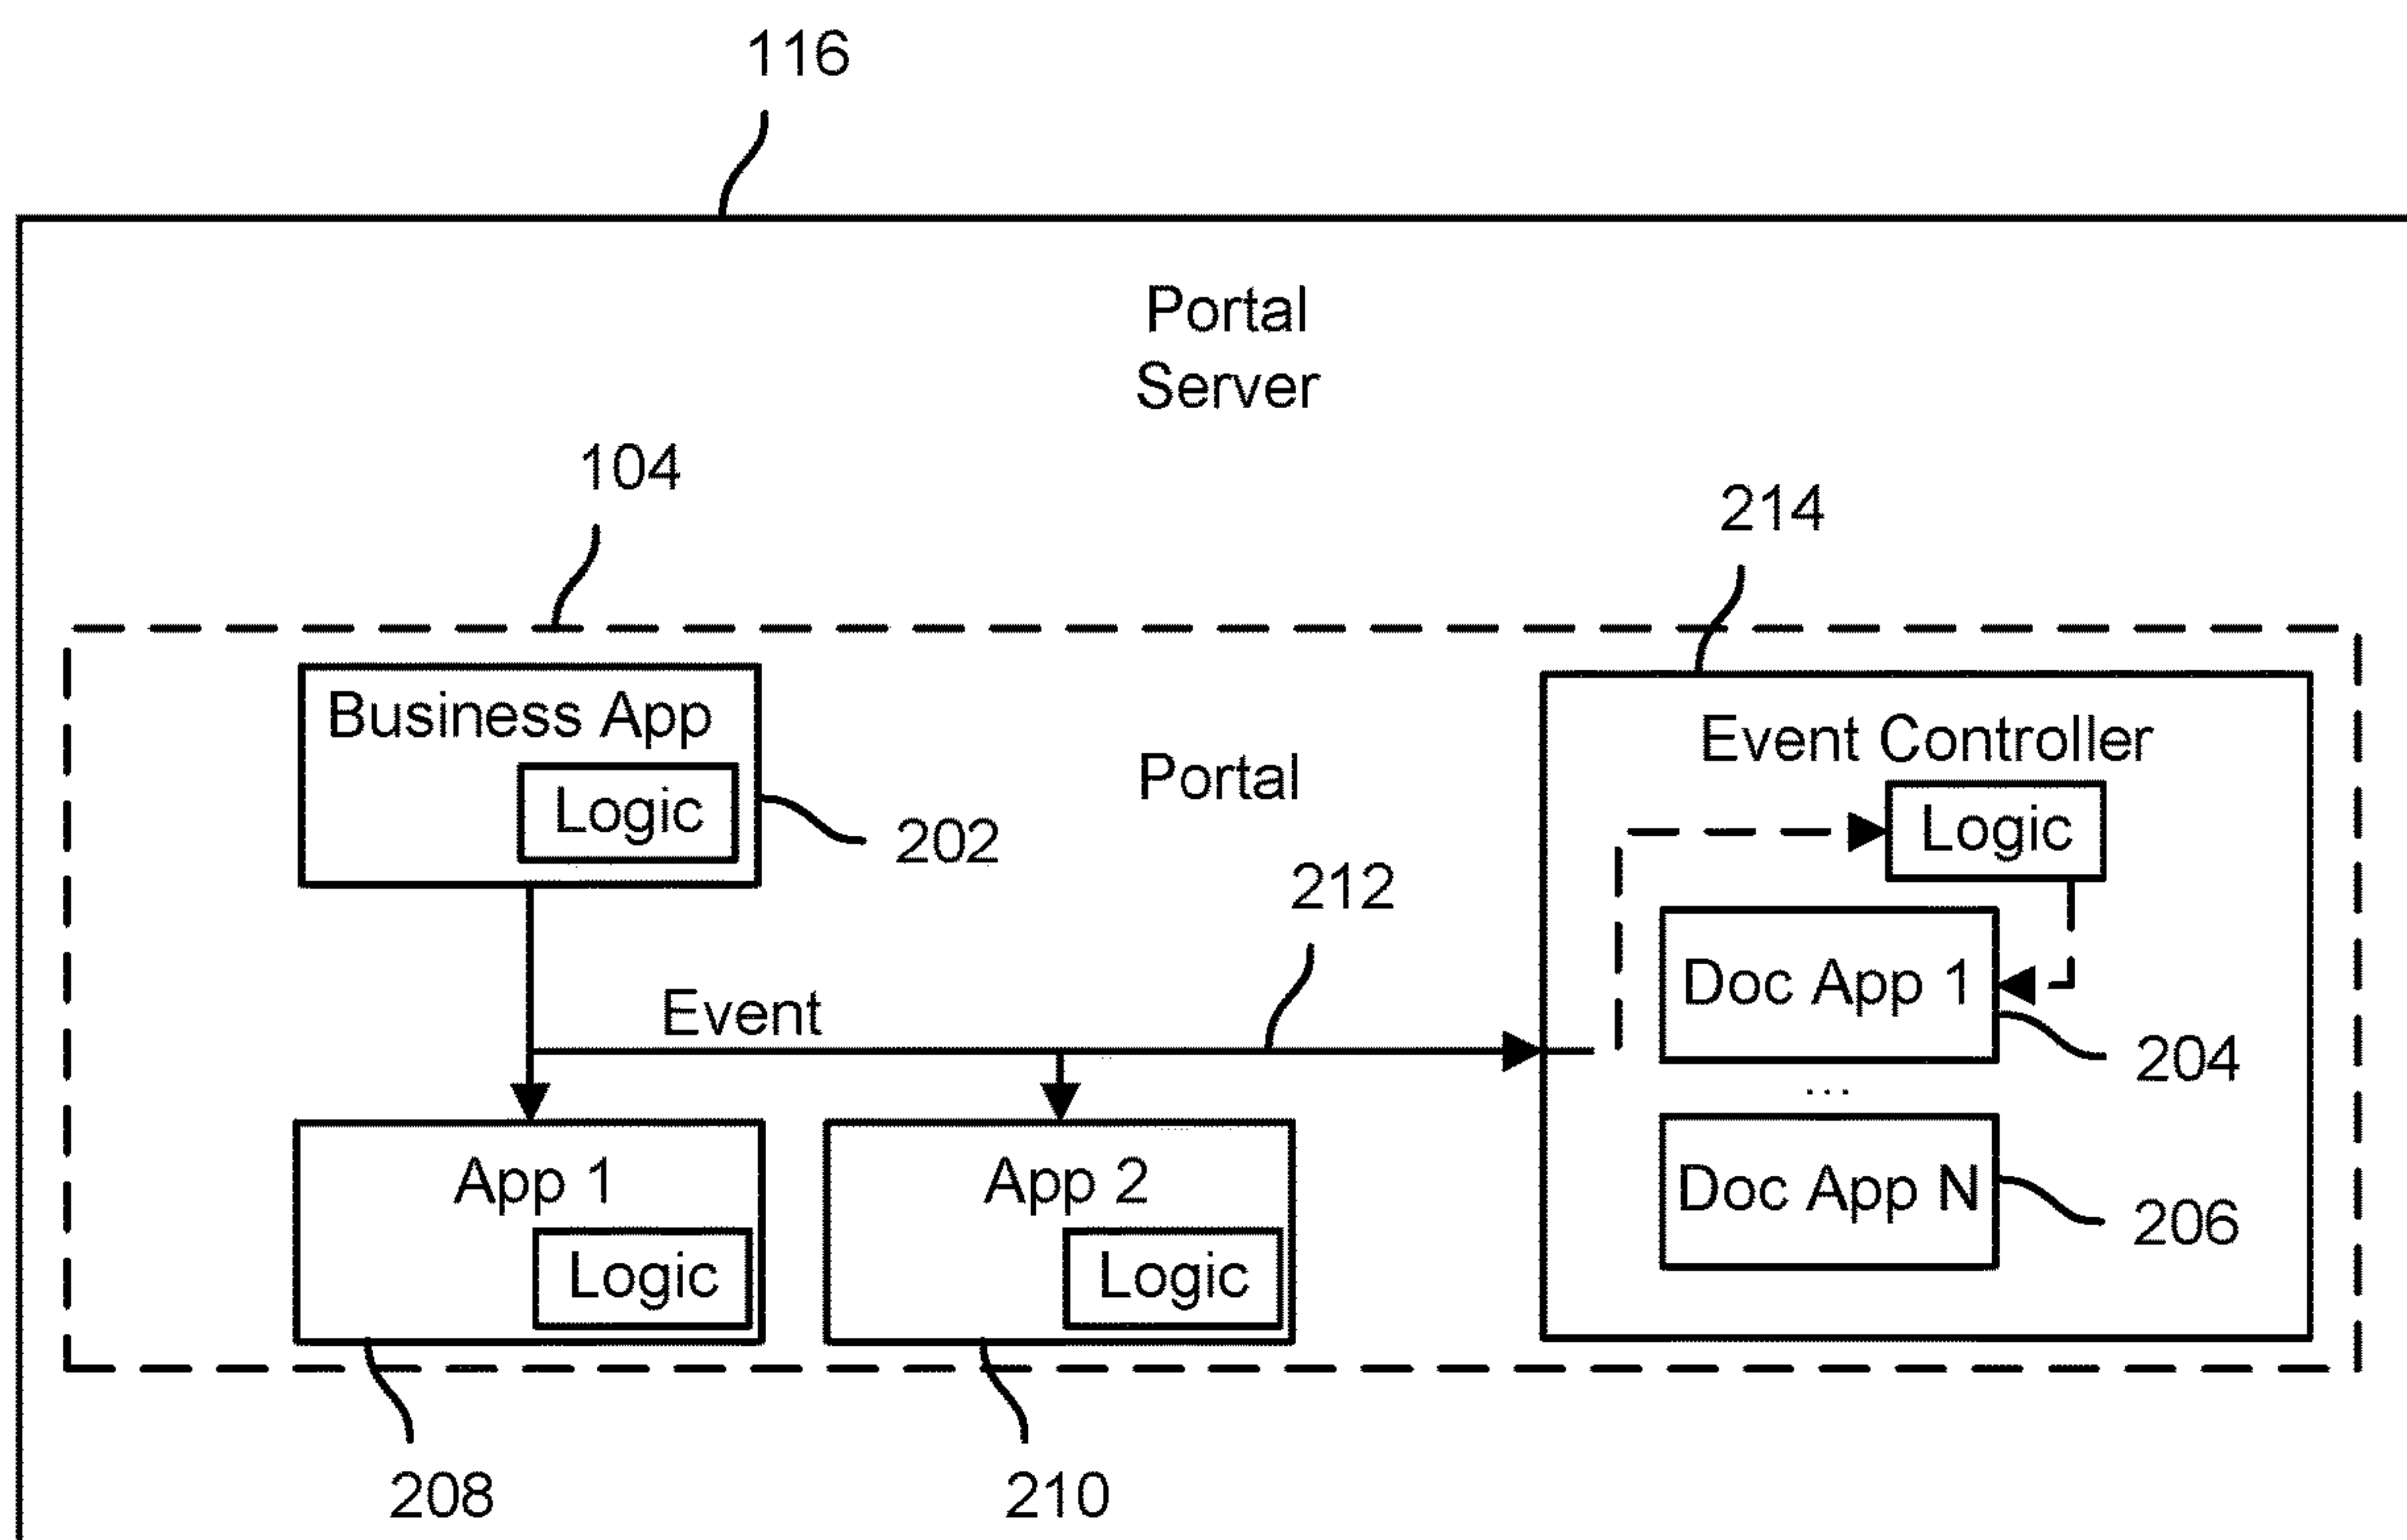 116
Portal
Server
104
214
Business App
Logic
202
Portal
Event Controller
Logic
212
Event
Doc App 1
204
...
Doc App N
206
App 1
Logic
App 2
Logic
208
210